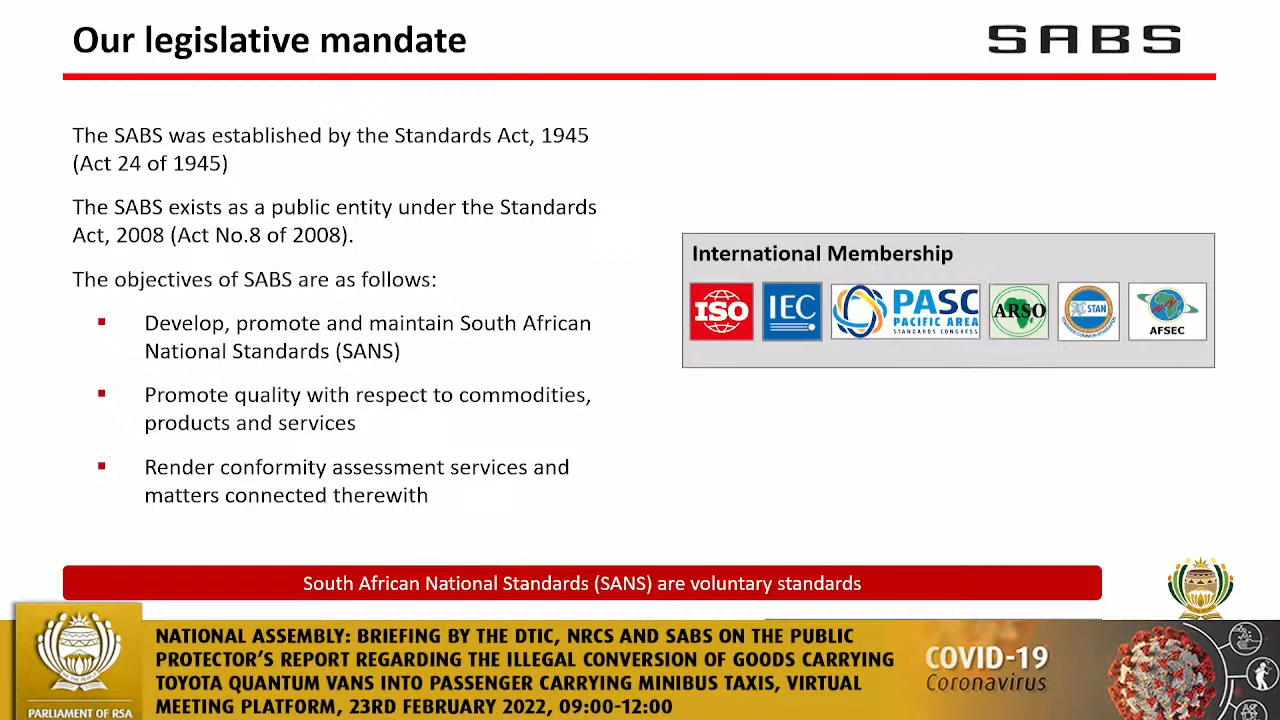 Our legislative mandate
SABS
The SABS was established by the Standards Act, 1945
(Act 24 of 1945)
The SABS exists as a public entity under the Standards
Act, 2008 (Act No.8 of 2008).
The objectives of SABS are as follows:
Develop, promote and maintain South African
National Standards (SANS)
Promote quality with respect to commodities,
products and services
Render conformity assessment services and
matters connected therewith
International Membership
ISO
IEC
PASC
PACIFIC AREA
STANDARDS CONGRESS
ARSO
STAN
AFSEC
South African National Standards (SANS) are voluntary standards
PARLIAMENT OF RSA
NATIONAL ASSEMBLY: BRIEFING BY THE DTIC, NRCS AND SABS ON THE PUBLIC
PROTECTOR'S REPORT REGARDING THE ILLEGAL CONVERSION OF GOODS CARRYING
TOYOTA QUANTUM VANS INTO PASSENGER CARRYING MINIBUS TAXIS, VIRTUAL
MEETING PLATFORM, 23RD FEBRUARY 2022, 09:00-12:00
COVID-19
Coronavirus